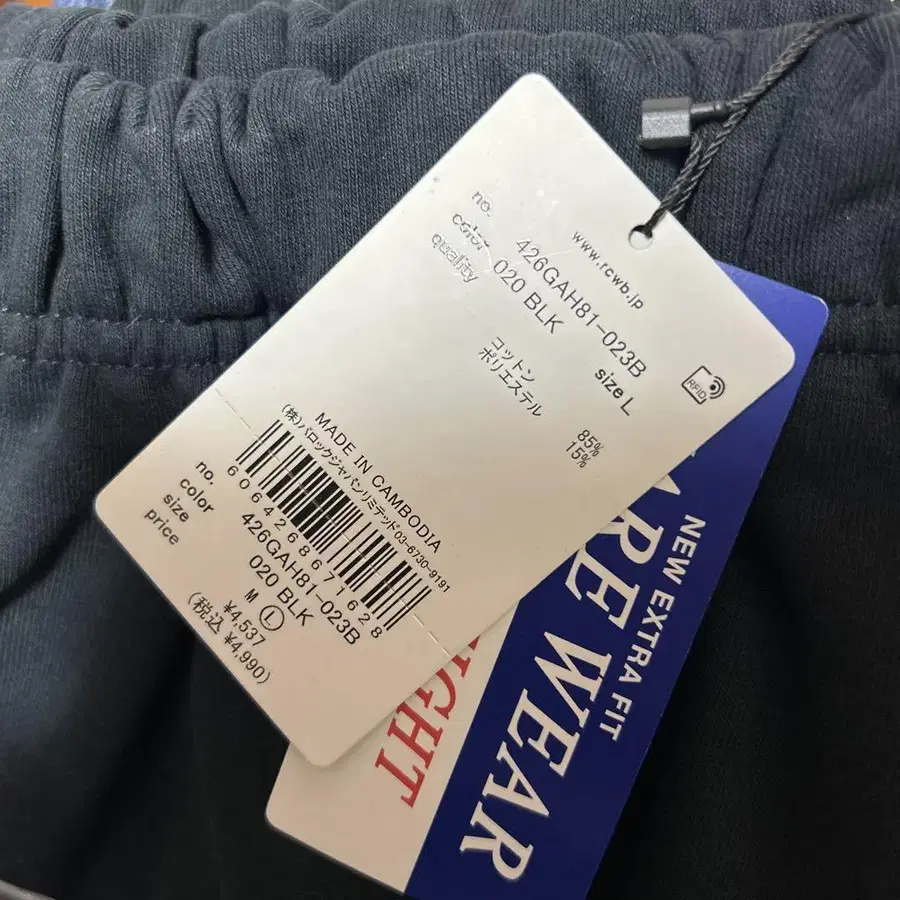 www.rcwb.jp
no. 426GAH81-023B
color 020 BLK size L
quality コットン 85%
ポリエステル 15%
RFID
MADE IN CAMBODIA
(株)バロックジャパンリミテッド 03-6730-9191
6064268671628
no. 426GAH81-023B
color 020 BLK
size M L
price ¥4,537
(税込 ¥4,990)
NEW EXTRA FIT
WEAR